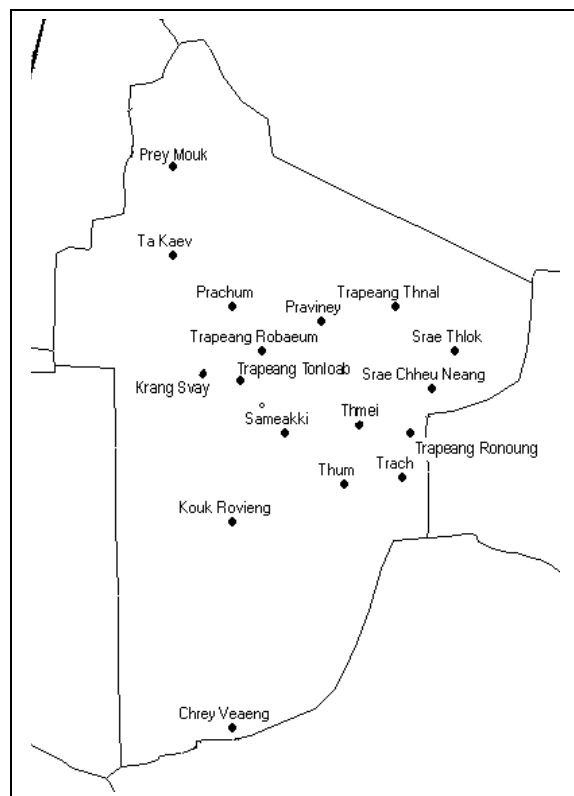 Prey Mouk
Ta Kaev
Prachum
Trapeang Thnal
Praviney
Trapeang Robaeum
Srae Thlok
Trapeang Tonloab
Srae Chheu Neang
Krang Svay
Thmei
Sameakki
Trapeang Ronoung
Thum
Trach
Kouk Rovieng
Chrey Veaeng